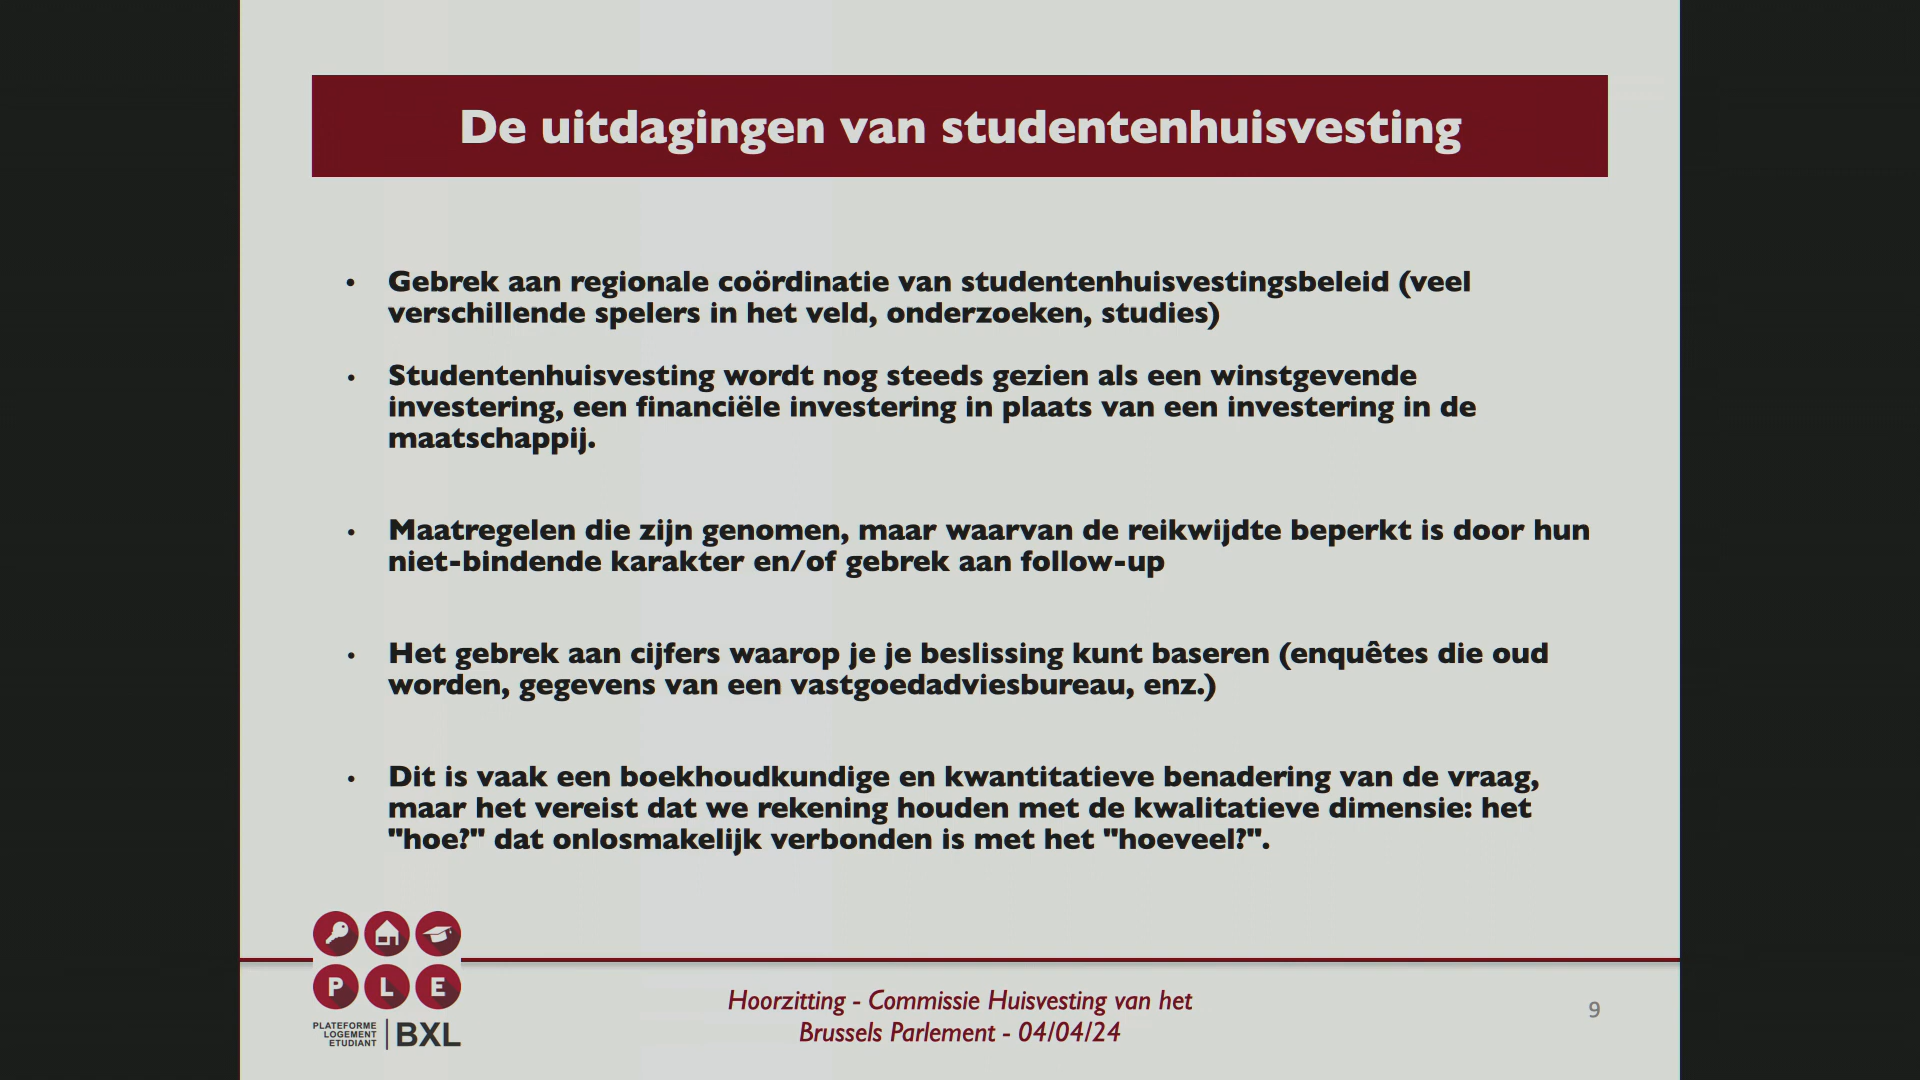 De uitdagingen van studentenhuisvesting
• Gebrek aan regionale coördinatie van studentenhuisvestingsbeleid (veel
verschillende spelers in het veld, onderzoeken, studies)
• Studentenhuisvesting wordt nog steeds gezien als een winstgevende
investering, een financiële investering in plaats van een investering in de
maatschappij.
• Maatregelen die zijn genomen, maar waarvan de reikwijdte beperkt is door hun
niet-bindende karakter en/of gebrek aan follow-up
• Het gebrek aan cijfers waarop je je beslissing kunt baseren (enquêtes die oud
worden, gegevens van een vastgoedadviesbureau, enz.)
• Dit is vaak een boekhoudkundige en kwantitatieve benadering van de vraag,
maar het vereist dat we rekening houden met de kwalitatieve dimensie: het
"hoe?" dat onlosmakelijk verbonden is met het "hoeveel?".
P L E
PLATEFORME
LOGEMENT
ETUDIANT
BXL
Hoorzitting - Commissie Huisvesting van het
Brussels Parlement - 04/04/24
9